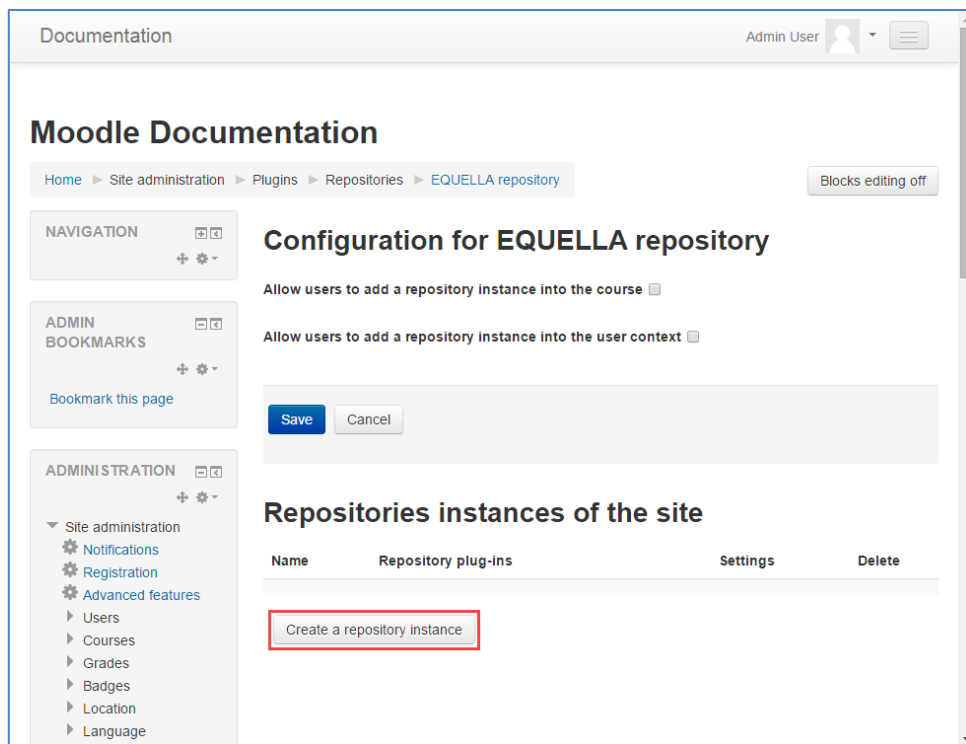 Documentation
Admin User
Moodle Documentation
Home Site administration Plugins Repositories EQUELLA repository
Blocks editing off
NAVIGATION
ADMIN
BOOKMARKS
Bookmark this page
ADMINISTRATION
Site administration
Notifications
Registration
Advanced features
Users
Courses
Grades
Badges
Location
Language
Configuration for EQUELLA repository
Allow users to add a repository instance into the course
Allow users to add a repository instance into the user context
Save Cancel
Repositories instances of the site
Name Repository plug-ins Settings Delete
Create a repository instance